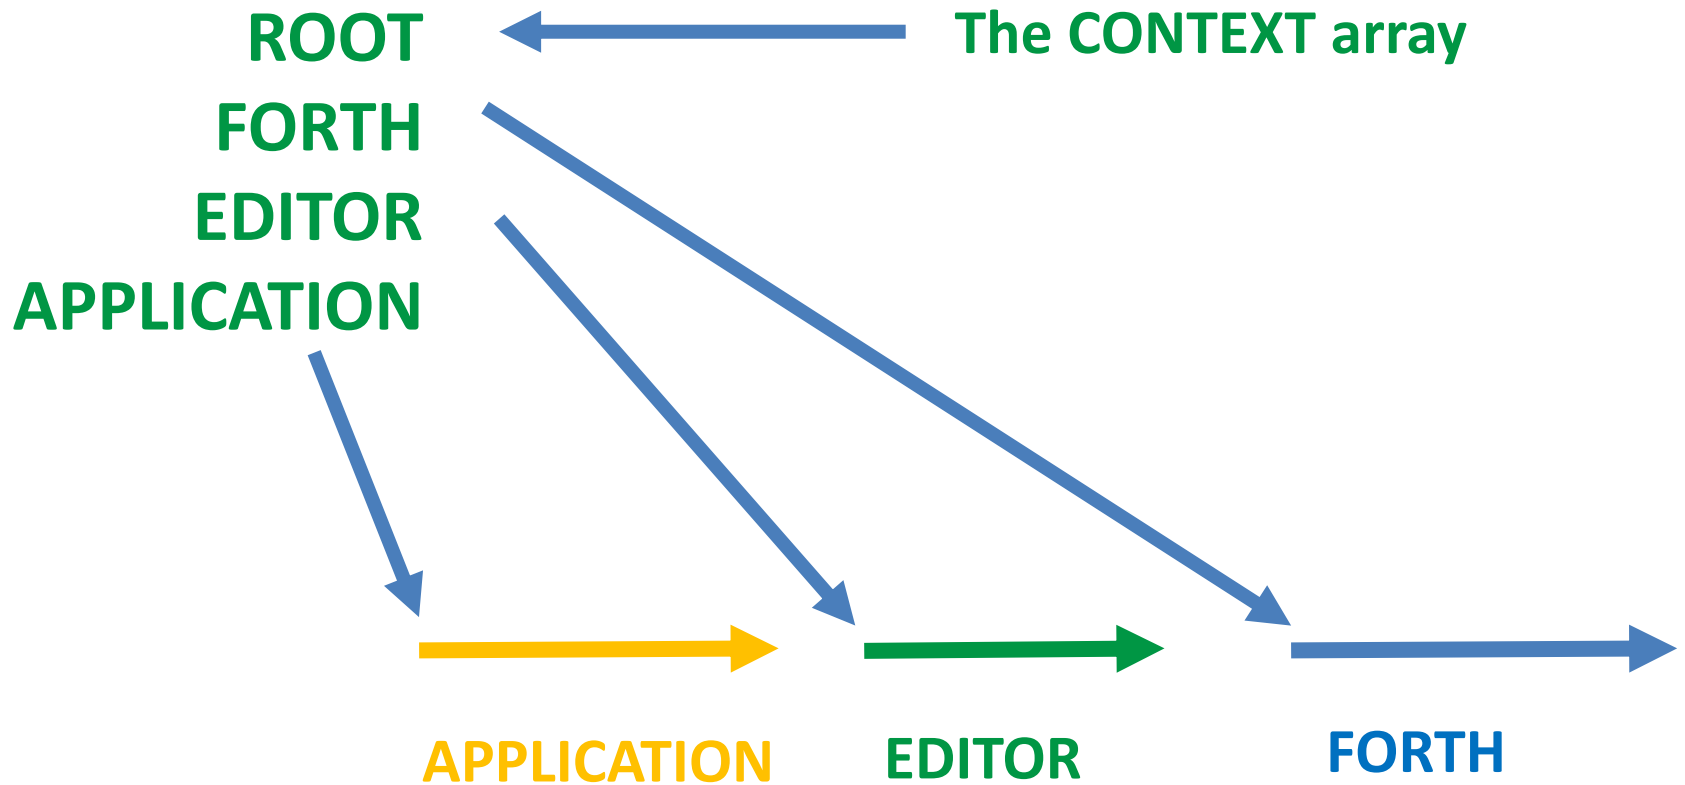 ROOT
The CONTEXT array
FORTH
EDITOR
APPLICATION
APPLICATION
EDITOR
FORTH